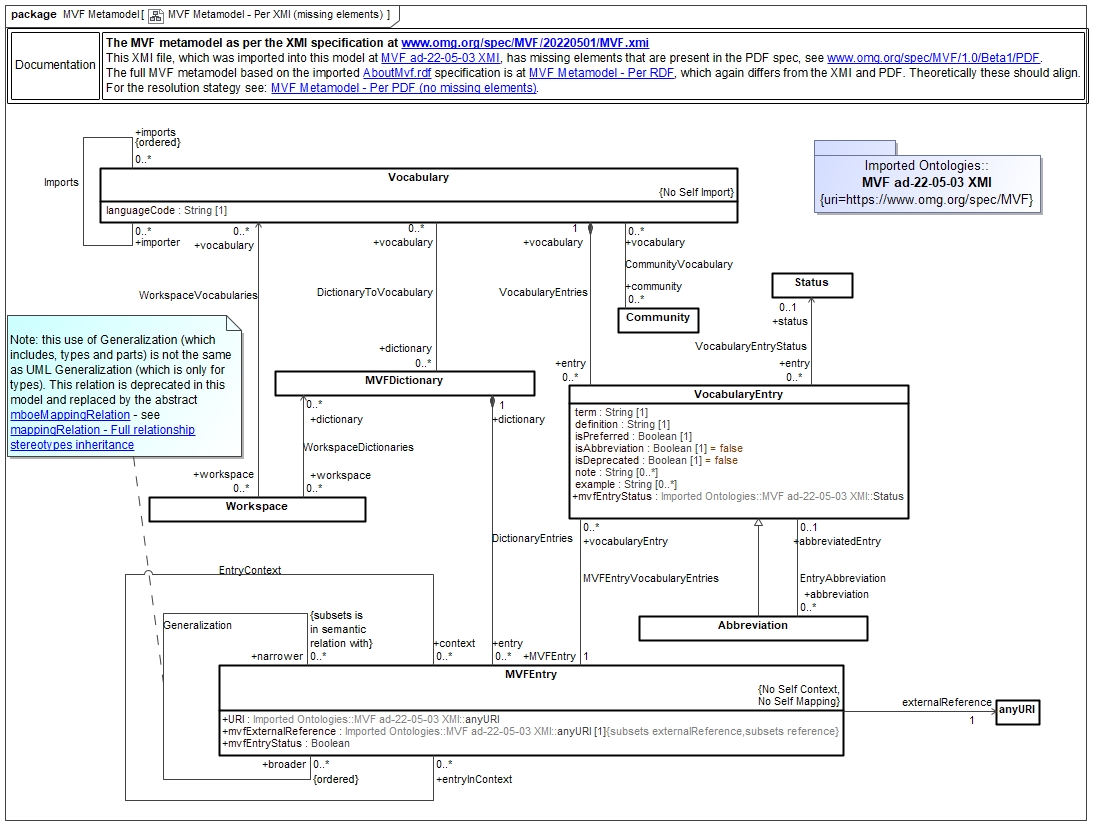 package MVF Metamodel[ MVF Metamodel - Per XMI (missing elements) ]
Documentation
The MVF metamodel as per the XMI specification at www.omg.org/spec/MVF/20220501/MVF.xmi
This XMI file, which was imported into this model at MVF ad-22-05-03 XMI, has missing elements that are present in the PDF spec, see www.omg.org/spec/MVF/1.0/Beta1/PDF.
The full MVF metamodel based on the imported AboutMvf.rdf specification is at MVF Metamodel - Per RDF, which again differs from the XMI and PDF. Theoretically these should align.
For the resolution stategy see: MVF Metamodel - Per PDF (no missing elements).
+imports
{ordered}
0..*
Imports
Vocabulary
{No Self Import}
languageCode : String [1]
0..*
+importer
Imported Ontologies::
MVF ad-22-05-03 XMI
{uri=https://www.omg.org/spec/MVF}
0..*
+vocabulary
0..*
+vocabulary
1
+vocabulary
0..*
+vocabulary
CommunityVocabulary
+community
0..*
Community
WorkspaceVocabularies
DictionaryToVocabulary
VocabularyEntries
Status
0..1
+status
VocabularyEntryStatus
+entry
0..*
Note: this use of Generalization (which
includes, types and parts) is not the same
as UML Generalization (which is only for
types). This relation is deprecated in this
model and replaced by the abstract
mboeMappingRelation - see
mappingRelation - Full relationship
stereotypes inheritance
+dictionary
0..*
+entry
0..*
MVFDictionary
0..*
+dictionary
1
+dictionary
WorkspaceDictionaries
+workspace
0..*
+workspace
0..*
Workspace
VocabularyEntry
term : String [1]
definition : String [1]
isPreferred : Boolean [1]
isAbbreviation : Boolean [1] = false
isDeprecated : Boolean [1] = false
note : String [0..*]
example : String [0..*]
+mvfEntryStatus : Imported Ontologies::MVF ad-22-05-03 XMI::Status
DictionaryEntries
0..*
+vocabularyEntry
0..1
+abbreviatedEntry
EntryContext
MVFEntryVocabularyEntries
EntryAbbreviation
+abbreviation
0..*
Abbreviation
Generalization
{subsets is
in semantic
relation with}
+narrower
0..*
+context
0..*
+entry
0..*
+MVFEntry
1
MVFEntry
{No Self Context,
No Self Mapping}
+URI : Imported Ontologies::MVF ad-22-05-03 XMI::anyURI
+mvfExternalReference : Imported Ontologies::MVF ad-22-05-03 XMI::anyURI [1]{subsets externalReference,subsets reference}
+mvfEntryStatus : Boolean
externalReference
1
anyURI
+broader
0..*
{ordered}
0..*
+entryInContext